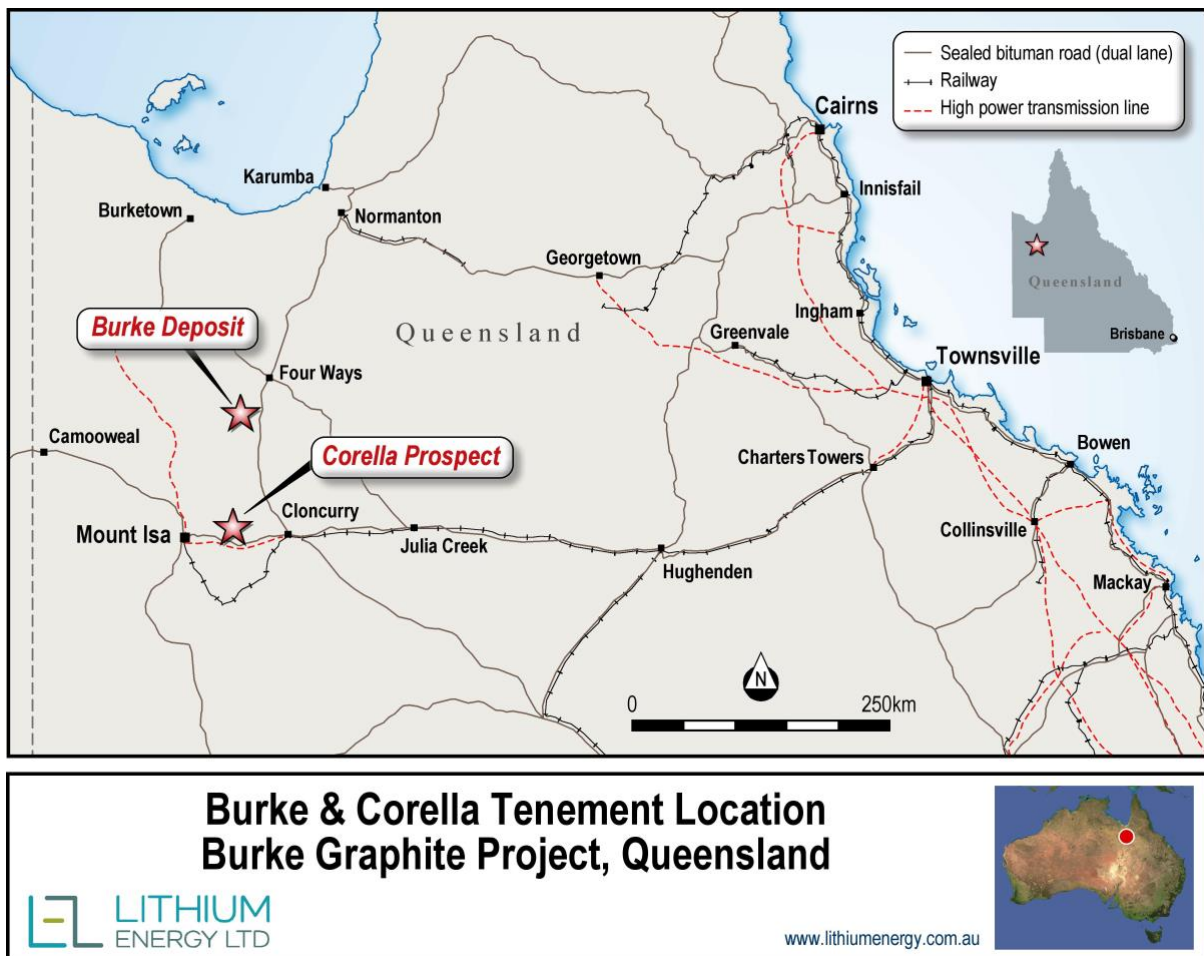 Sealed bituman road (dual lane)
Railway
High power transmission line
Cairns
Karumba
Innisfail
Burketown
Normanton
Georgetown
Queensland
Queensland
Ingham
Burke Deposit
Greenvale
Brisbane
Townsville
Four Ways
Camooweal
Corella Prospect
Charters Towers
Bowen
Cloncurry
Mount Isa
Julia Creek
Collinsville
Hughenden
Mackay
N
0 250km
Burke & Corella Tenement Location
Burke Graphite Project, Queensland
LEL LITHIUM
ENERGY LTD
www.lithiumenergy.com.au